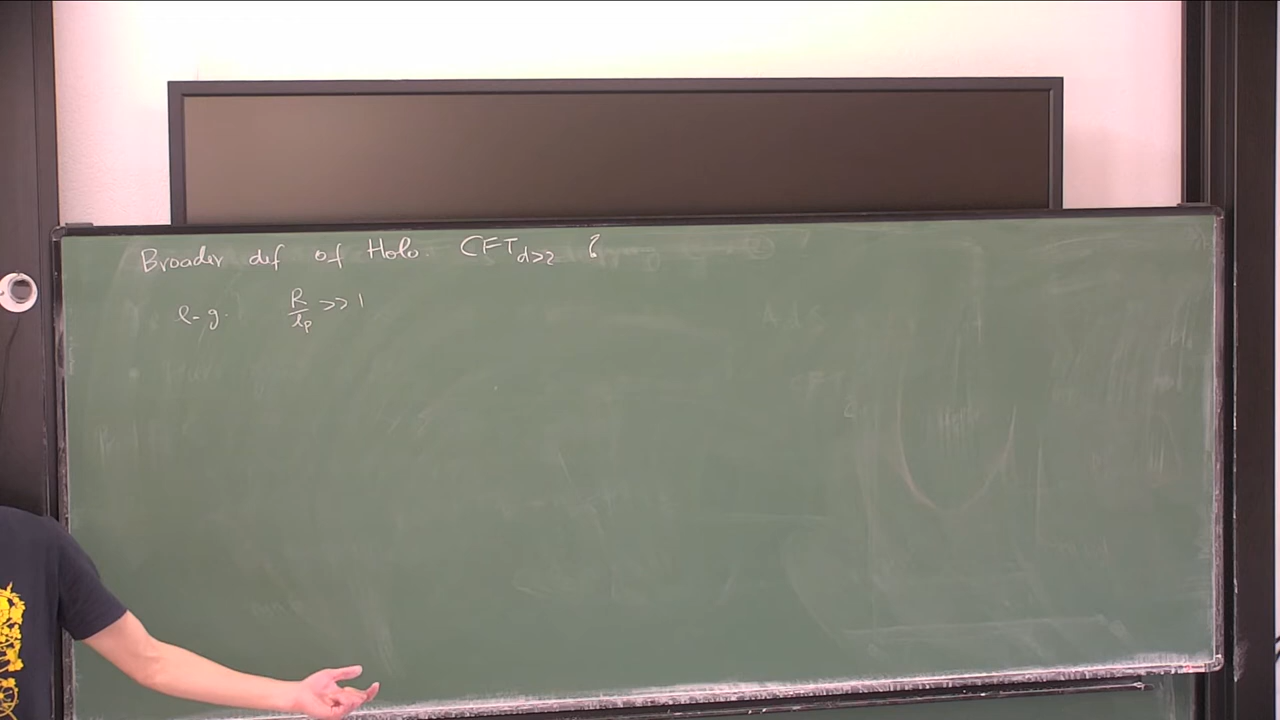 Broader def of Holo. CFT_{d>2} ?
e.g. R/l_p >> 1